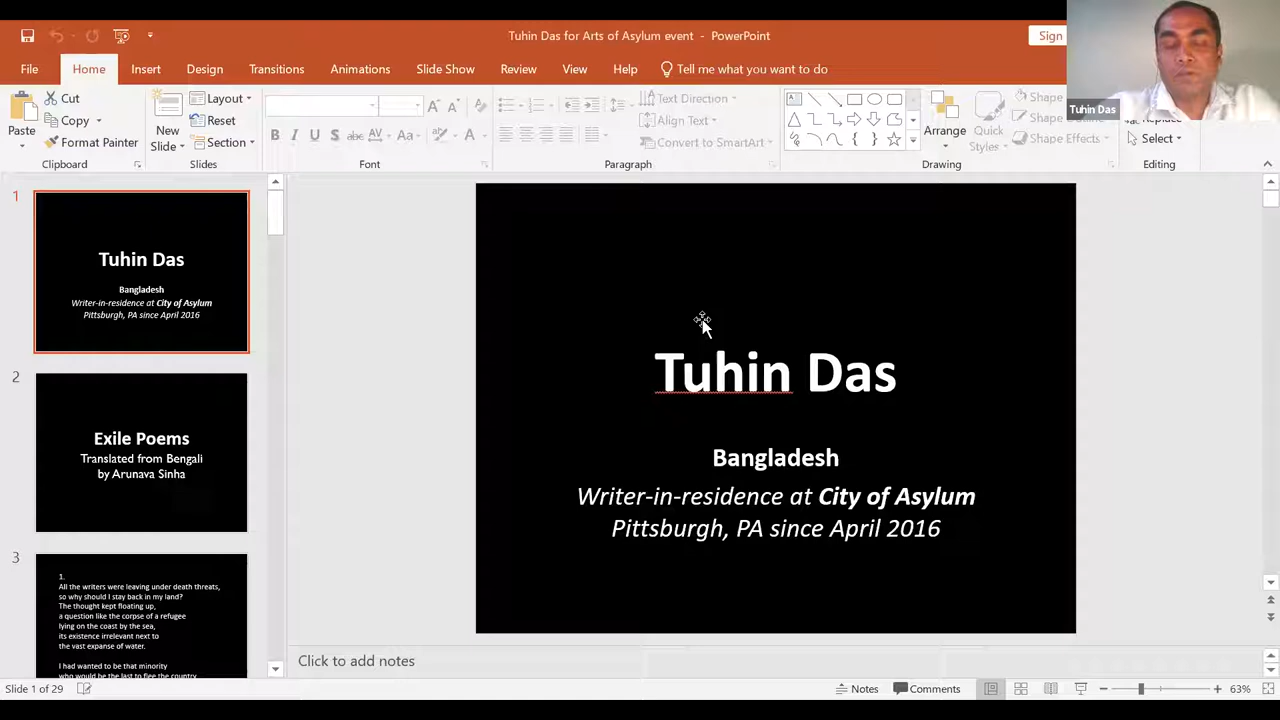 Tuhin Das for Arts of Asylum event - PowerPoint
Sign
File
Home
Insert
Design
Transitions
Animations
Slide Show
Review
View
Help
Tell me what you want to do
Tuhin Das
Paste
Cut
Copy
Format Painter
Clipboard
New
Slide
Layout
Reset
Section
Slides
B I U S abc AV Aa A
Font
Text Direction
Align Text
Convert to SmartArt
Paragraph
Arrange
Quick
Styles
Shape
Shape
Shape Effects
Drawing
Replace
Select
Editing
1
Tuhin Das
Bangladesh
Writer-in-residence at City of Asylum
Pittsburgh, PA since April 2016
2
Exile Poems
Translated from Bengali
by Arunava Sinha
3
1.
All the writers were leaving under death threats,
so why should I stay back in my land?
The thought kept floating up,
a question like the corpse of a refugee
lying on the coast by the sea,
its existence irrelevant next to
the vast expanse of water.
I had wanted to be that minority
who would be the last to flee the country
Tuhin Das
Bangladesh
Writer-in-residence at City of Asylum
Pittsburgh, PA since April 2016
Click to add notes
Slide 1 of 29
Notes
Comments
63%